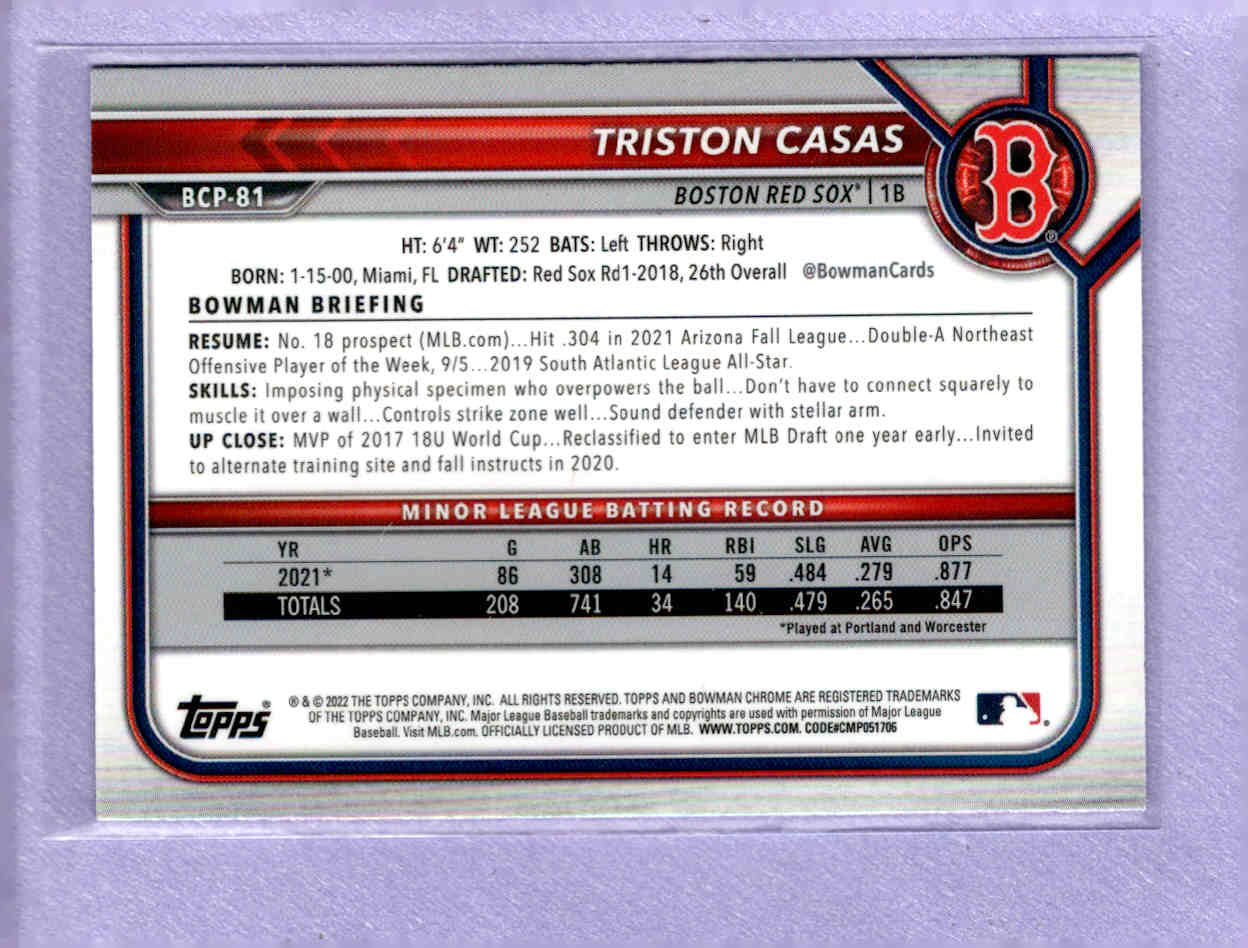 TRISTON CASAS
BCP-81
BOSTON RED SOX® | 1B
B
®
HT: 6'4" WT: 252 BATS: Left THROWS: Right
BORN: 1-15-00, Miami, FL DRAFTED: Red Sox Rd1-2018, 26th Overall @BowmanCards
BOWMAN BRIEFING
RESUME: No. 18 prospect (MLB.com)...Hit .304 in 2021 Arizona Fall League...Double-A Northeast
Offensive Player of the Week, 9/5...2019 South Atlantic League All-Star.
SKILLS: Imposing physical specimen who overpowers the ball...Don't have to connect squarely to
muscle it over a wall...Controls strike zone well...Sound defender with stellar arm.
UP CLOSE: MVP of 2017 18U World Cup...Reclassified to enter MLB Draft one year early...Invited
to alternate training site and fall instructs in 2020.
MINOR LEAGUE BATTING RECORD
YR G AB HR RBI SLG AVG OPS
2021* 86 308 14 59 .484 .279 .877
TOTALS 208 741 34 140 .479 .265 .847
*Played at Portland and Worcester
topps®
® & © 2022 THE TOPPS COMPANY, INC. ALL RIGHTS RESERVED. TOPPS AND BOWMAN CHROME ARE REGISTERED TRADEMARKS
OF THE TOPPS COMPANY, INC. Major League Baseball trademarks and copyrights are used with permission of Major League
Baseball. Visit MLB.com. OFFICIALLY LICENSED PRODUCT OF MLB. WWW.TOPPS.COM. CODE#CMP051706
®